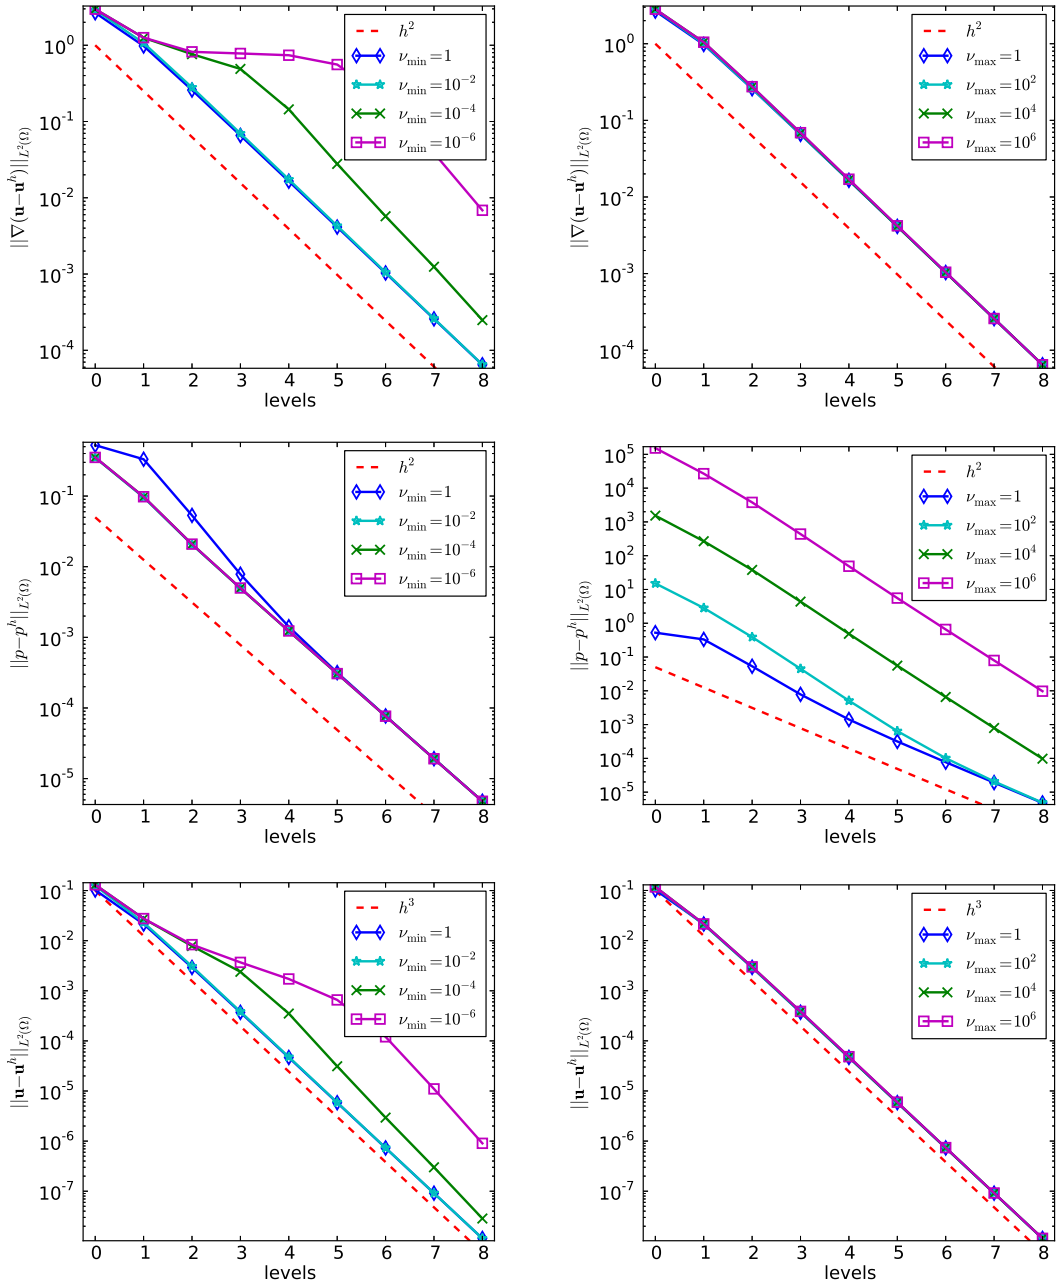 ||∇(u−u^h)||_{L²(Ω)}
10^0
10^-1
10^-2
10^-3
10^-4
h²
ν_min=1
ν_min=10^-2
ν_min=10^-4
ν_min=10^-6
0 1 2 3 4 5 6 7 8
levels
||∇(u−u^h)||_{L²(Ω)}
10^0
10^-1
10^-2
10^-3
10^-4
h²
ν_max=1
ν_max=10^2
ν_max=10^4
ν_max=10^6
0 1 2 3 4 5 6 7 8
levels
||p−p^h||_{L²(Ω)}
10^-1
10^-2
10^-3
10^-4
10^-5
h²
ν_min=1
ν_min=10^-2
ν_min=10^-4
ν_min=10^-6
0 1 2 3 4 5 6 7 8
levels
||p−p^h||_{L²(Ω)}
10^5
10^4
10^3
10^2
10^1
10^0
10^-1
10^-2
10^-3
10^-4
10^-5
h²
ν_max=1
ν_max=10^2
ν_max=10^4
ν_max=10^6
0 1 2 3 4 5 6 7 8
levels
||u−u^h||_{L²(Ω)}
10^-1
10^-2
10^-3
10^-4
10^-5
10^-6
10^-7
h³
ν_min=1
ν_min=10^-2
ν_min=10^-4
ν_min=10^-6
0 1 2 3 4 5 6 7 8
levels
||u−u^h||_{L²(Ω)}
10^-1
10^-2
10^-3
10^-4
10^-5
10^-6
10^-7
h³
ν_max=1
ν_max=10^2
ν_max=10^4
ν_max=10^6
0 1 2 3 4 5 6 7 8
levels